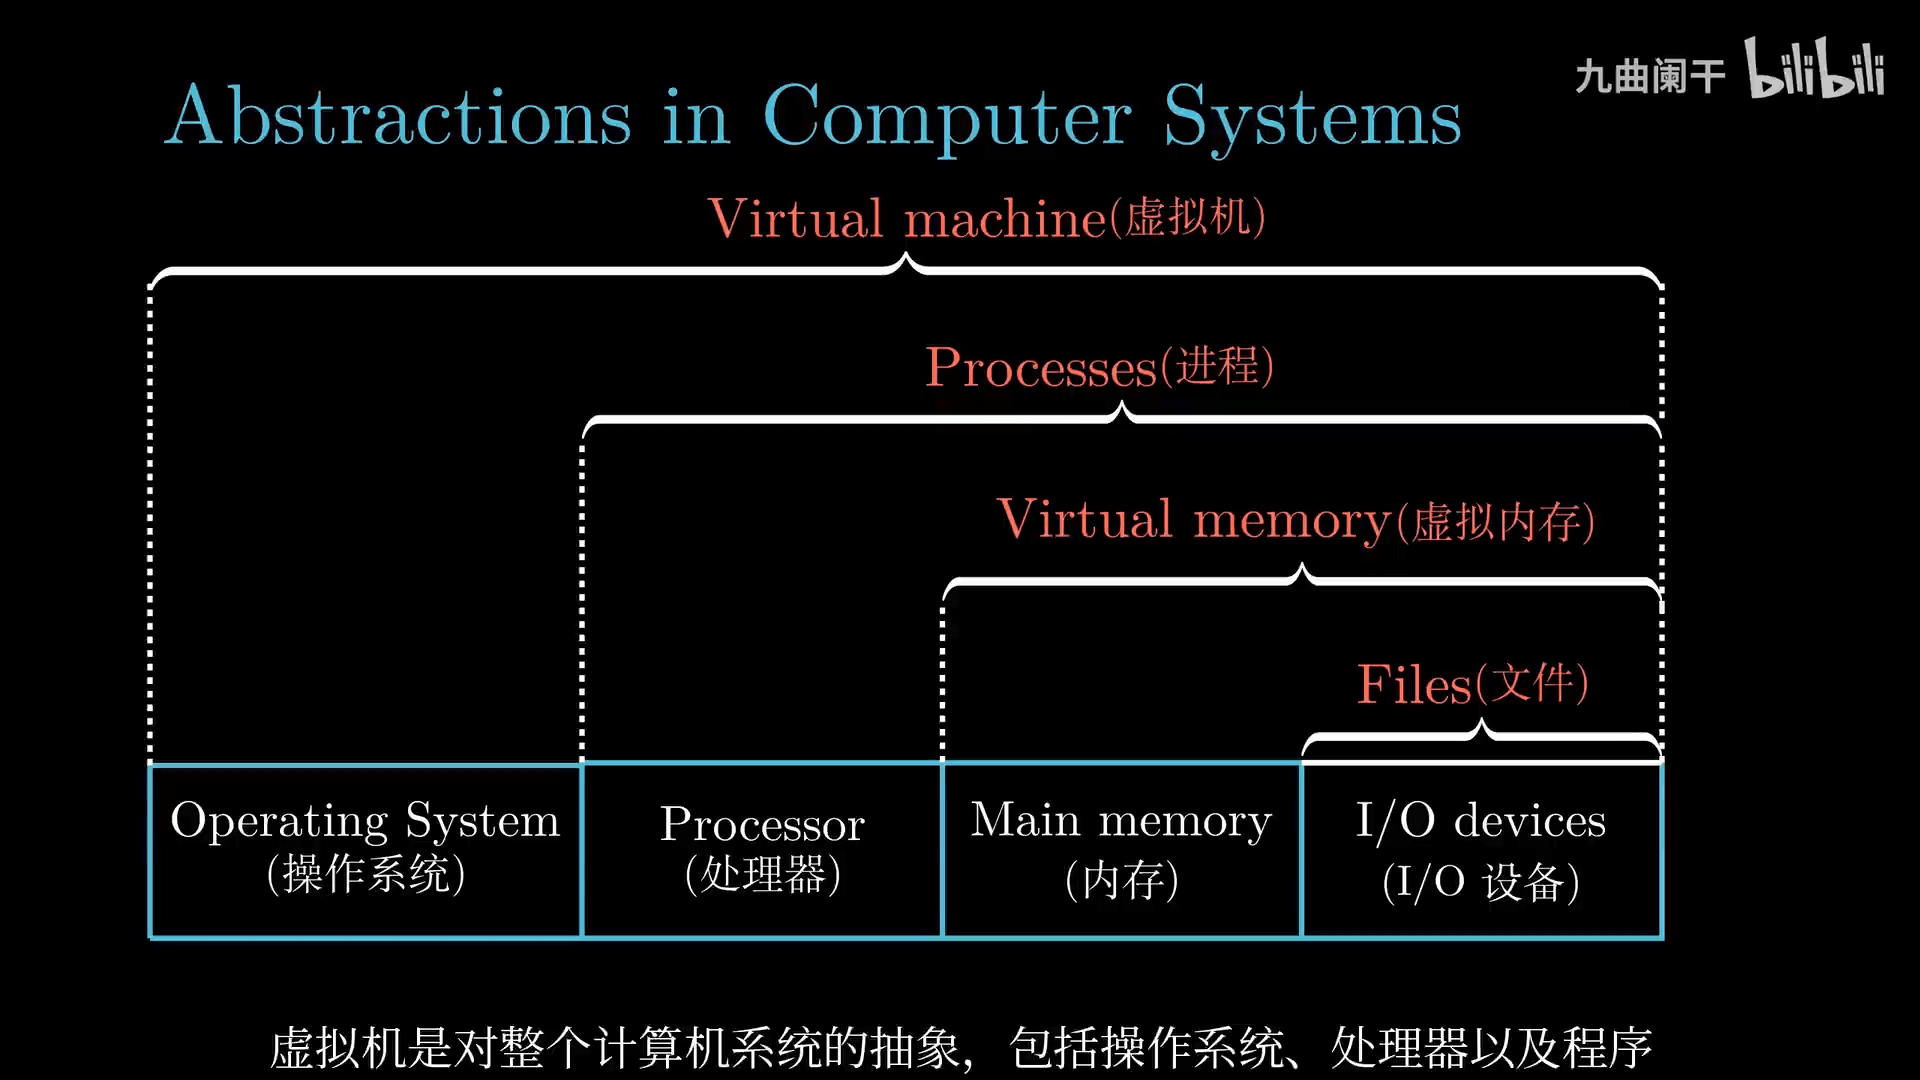 九曲阑干 bilibili
Abstractions in Computer Systems
Virtual machine(虚拟机)
Processes(进程)
Virtual memory(虚拟内存)
Files(文件)
Operating System
(操作系统)
Processor
(处理器)
Main memory
(内存)
I/O devices
(I/O 设备)
虚拟机是对整个计算机系统的抽象，包括操作系统、处理器以及程序